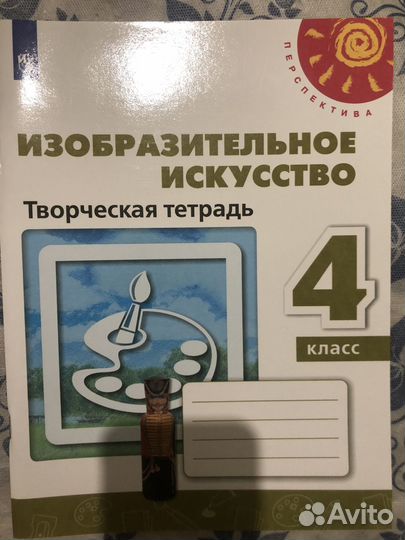 ПЕРСПЕКТИВА
ИЗОБРАЗИТЕЛЬНОЕ
ИСКУССТВО
Творческая тетрадь
4
класс
Avito